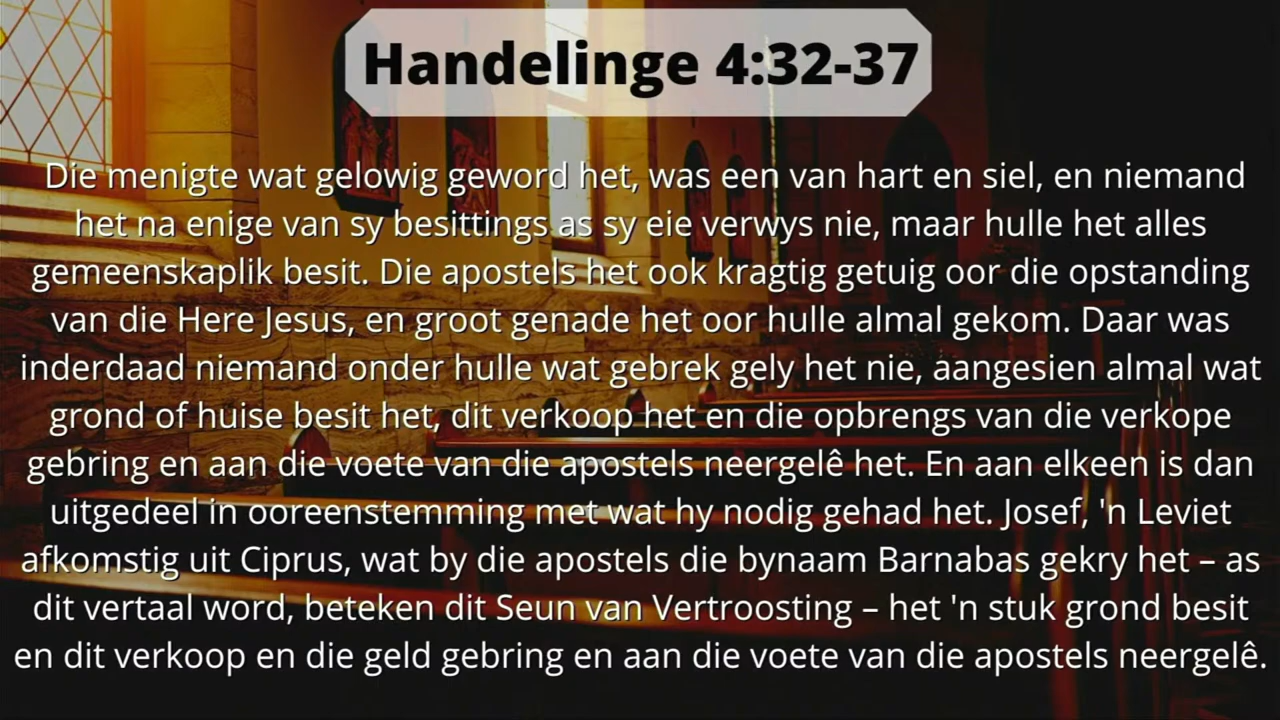 Handelinge 4:32-37
Die menigte wat gelowig geword het, was een van hart en siel, en niemand
het na enige van sy besittings as sy eie verwys nie, maar hulle het alles
gemeenskaplik besit. Die apostels het ook kragtig getuig oor die opstanding
van die Here Jesus, en groot genade het oor hulle almal gekom. Daar was
inderdaad niemand onder hulle wat gebrek gely het nie, aangesien almal wat
grond of huise besit het, dit verkoop het en die opbrengs van die verkope
gebring en aan die voete van die apostels neergelê het. En aan elkeen is dan
uitgedeel in ooreenstemming met wat hy nodig gehad het. Josef, 'n Leviet
afkomstig uit Ciprus, wat by die apostels die bynaam Barnabas gekry het – as
dit vertaal word, beteken dit Seun van Vertroosting – het 'n stuk grond besit
en dit verkoop en die geld gebring en aan die voete van die apostels neergelê.